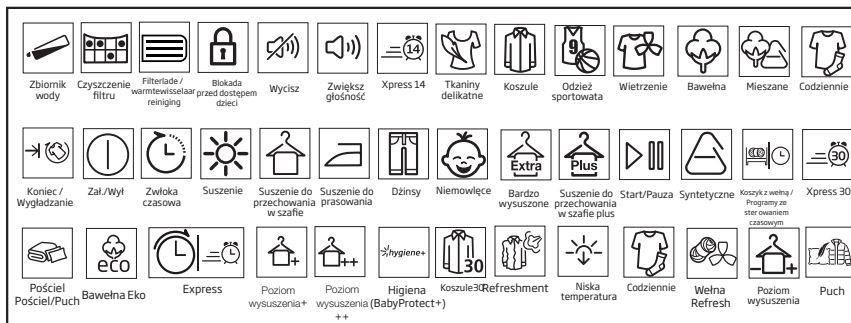 14
9
Zbiornik wody
Czyszczenie filtru
Filterlade / warmtewisselaar reiniging
Blokada przed dostępem dzieci
Wycisz
Zwiększ głośność
Xpress 14
Tkaniny delikatne
Koszule
Odzież sportowata
Wietrzenie
Bawełna
Mieszane
Codziennie
Extra
Plus
30
Koniec / Wygładzanie
Zał./Wył
Zwłoka czasowa
Suszenie
Suszenie do przechowywania w szafie
Suszenie do prasowania
Dżinsy
Niemowlęce
Bardzo wysuszone
Suszenie do przechowywania w szafie plus
Start/Pauza
Syntetyczne
Koszyk z wełną / Programy ze ster owaniem czasowym
Xpress 30
eco
+
++
hygiene+
30
- +
Pościel Pościel/Puch
Bawełna Eko
Express
Poziom wysuszenia+
Poziom wysuszenia ++
Higiena (BabyProtect+)
Koszule30
Refreshment
Niska temperatura
Codziennie
Wełna Refresh
Poziom wysuszenia
Puch